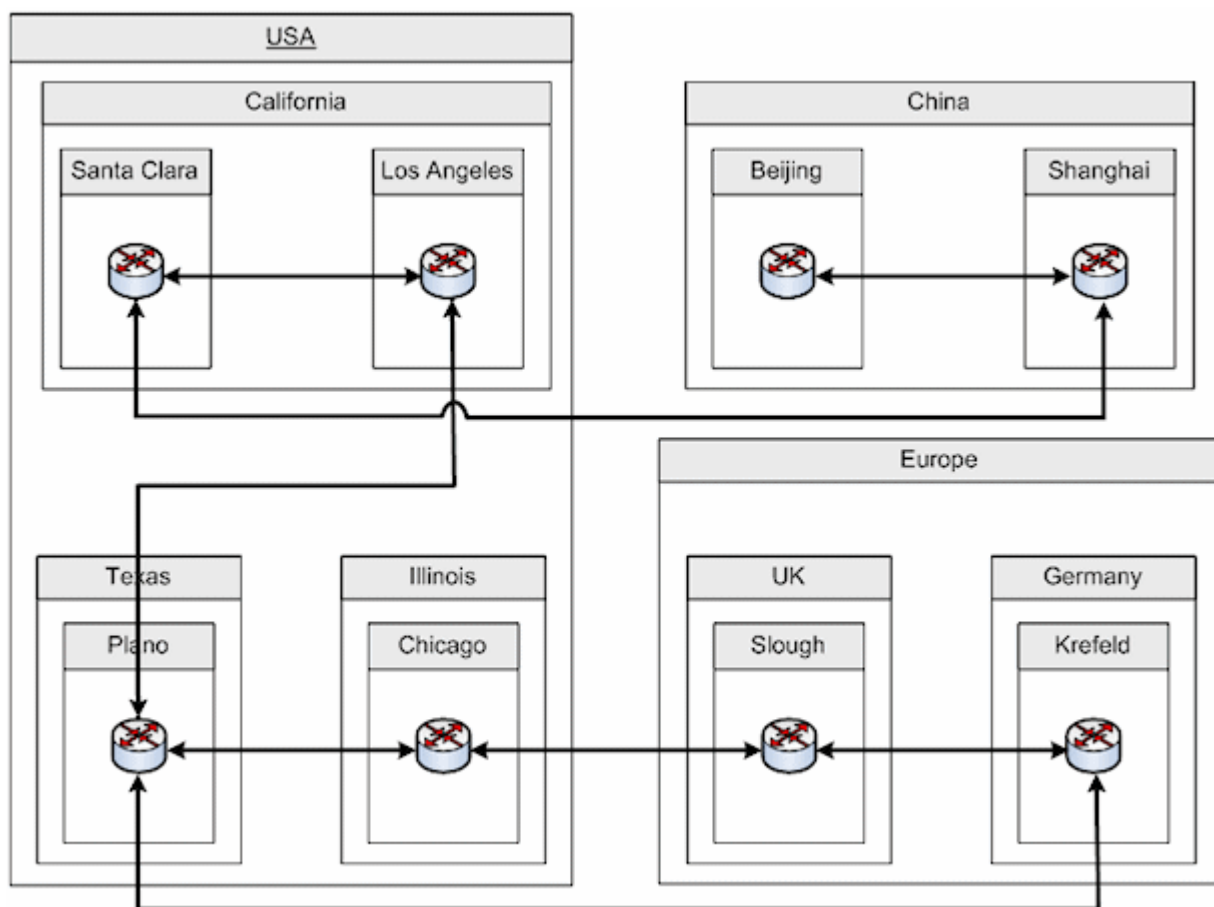 USA
California
China
Santa Clara
Los Angeles
Beijing
Shanghai
Europe
Texas
Illinois
UK
Germany
Plano
Chicago
Slough
Krefeld